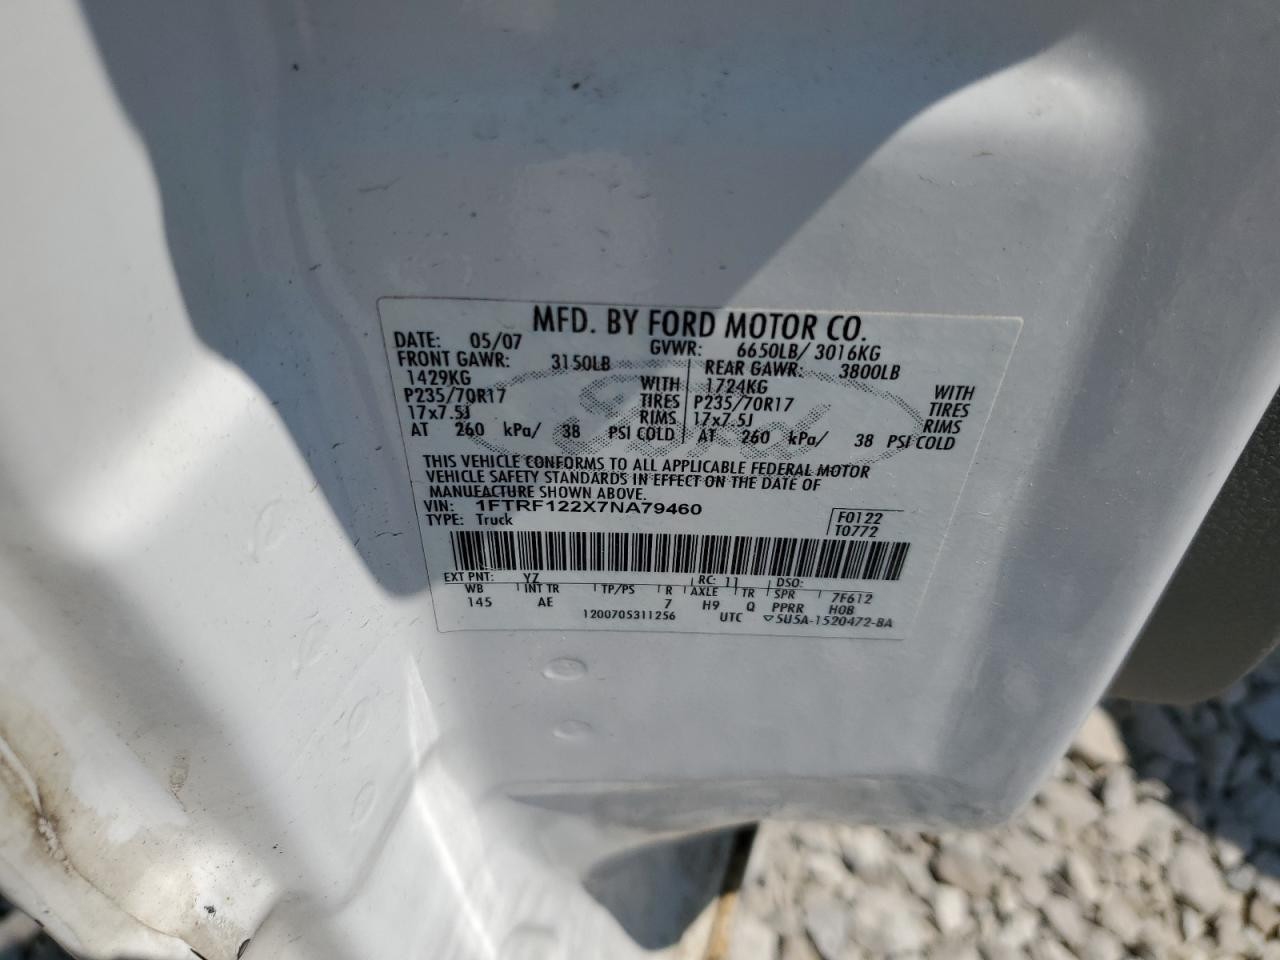 MFD. BY FORD MOTOR CO.
DATE: 05/07 GVWR: 6650LB/ 3016KG
FRONT GAWR: 3150LB REAR GAWR: 3800LB
1429KG WITH 1724KG WITH
P235/70R17 TIRES P235/70R17 TIRES
17x7.5J RIMS 17x7.5J RIMS
AT 260 kPa/ 38 PSI COLD AT 260 kPa/ 38 PSI COLD
THIS VEHICLE CONFORMS TO ALL APPLICABLE FEDERAL MOTOR
VEHICLE SAFETY STANDARDS IN EFFECT ON THE DATE OF
MANUFACTURE SHOWN ABOVE.
VIN: 1FTRF122X7NA79460 F0122
TYPE: Truck T0772
EXT PNT: YZ RC: 11 DSO:
WB INT TR TP/PS R AXLE TR SPR 7F612
145 AE 7 H9 Q PPRR H0B
1200705311256 UTC ▽5U5A-1520472-BA
Ford